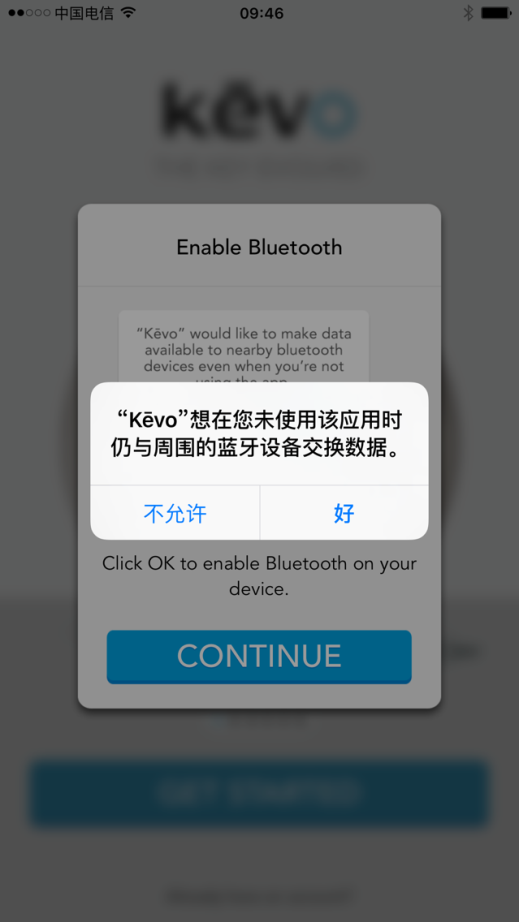 中国电信
09:46
kēvo
Enable Bluetooth
“Kēvo” would like to make data
available to nearby bluetooth
devices even when you’re not
using the app
“Kēvo”想在您未使用该应用时
仍与周围的蓝牙设备交换数据。
不允许
好
Click OK to enable Bluetooth on your
device.
CONTINUE
GET STARTED